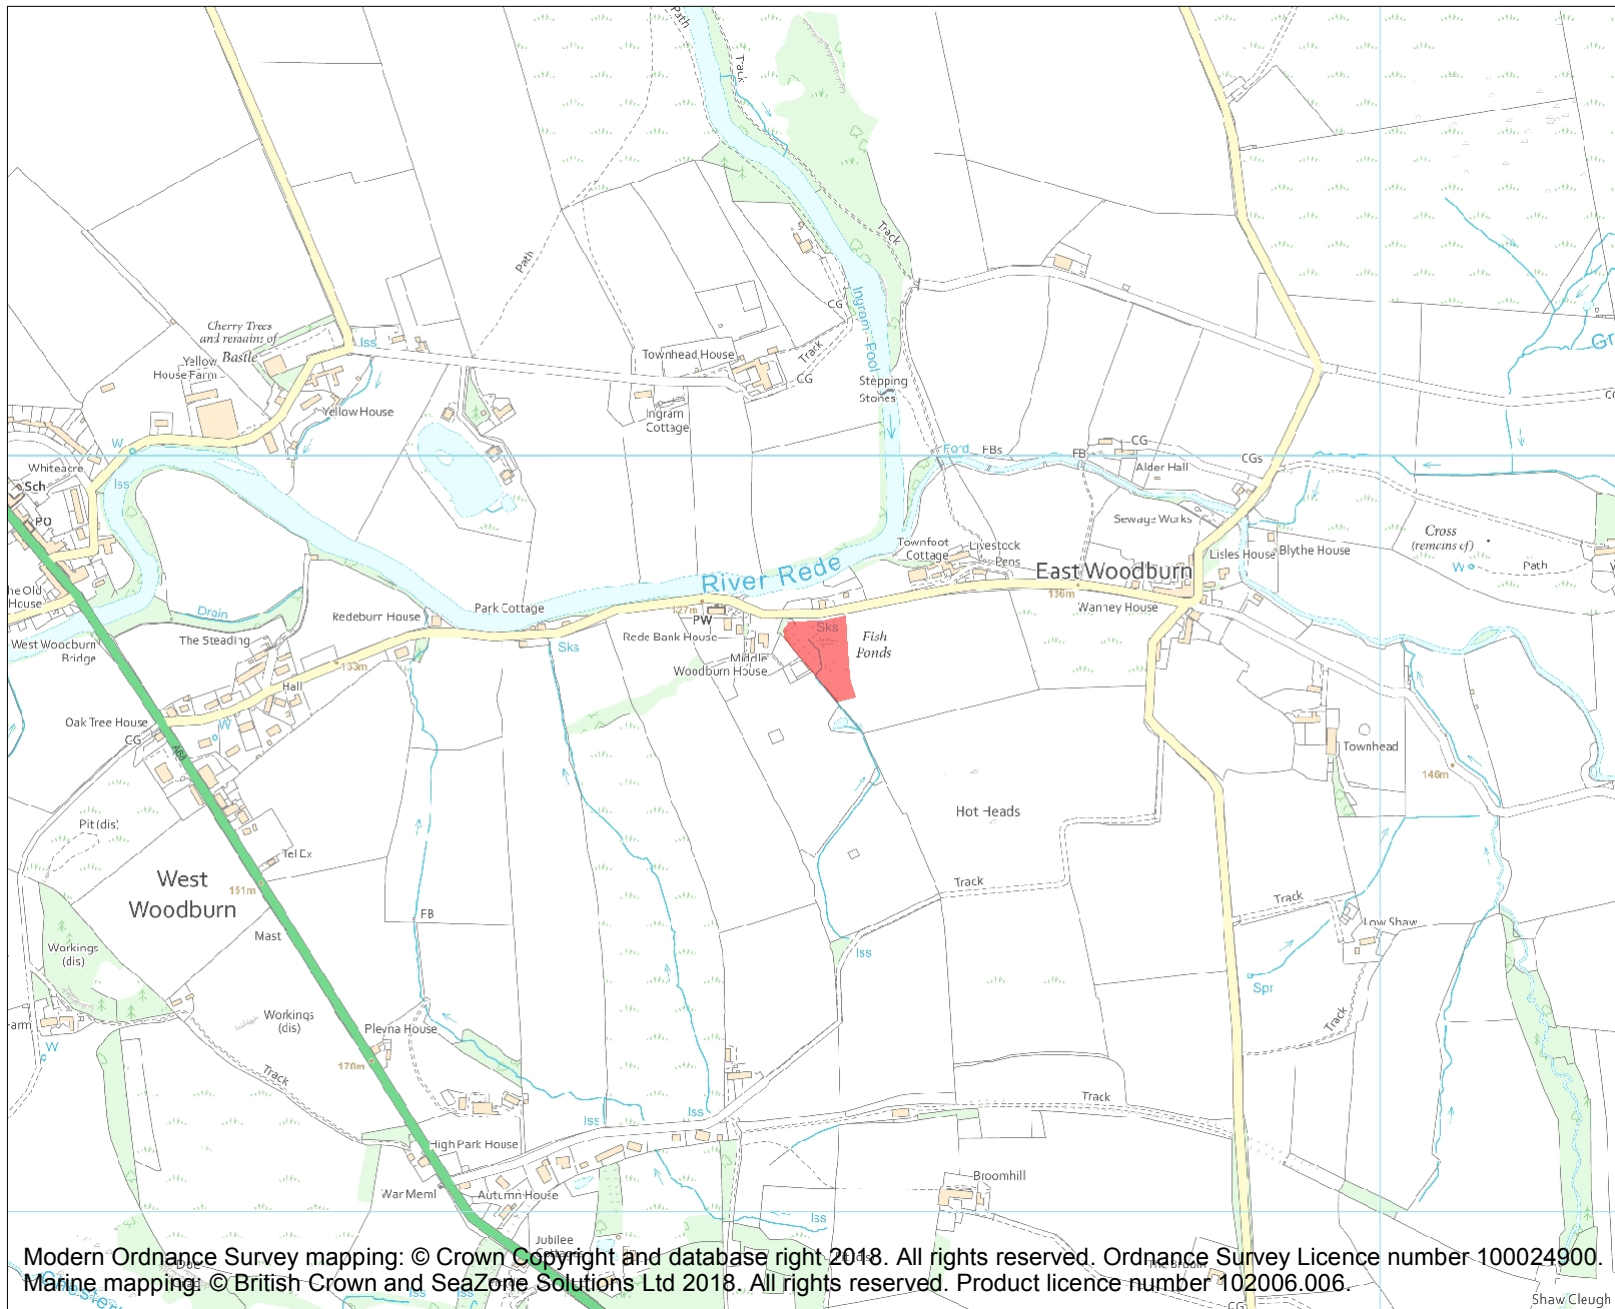 Path
Track
Track
Path
Ingram Pool
CG
Cherry Trees
and remains of
Bastle
Iss
Yellow
House Farm
Yellow House
Townhead House
Track
CG
Ingram
Cottage
Stepping
Stones
W
Whiteacre
Iss
Sch
PO
Ford
FBs
FB
CG
Alder Hall
CGs
Sewage Works
Cross
(remains of)
Lisles House
Blythe House
W
Path
Townfoot
Cottage
Livestock
Pens
East Woodburn
136m
Warney House
River Rede
127m
PW
Park Cottage
Redeburn House
Drain
The Steading
he Old
House
West Woodburn
Bridge
133m
Hall
Sks
Rede Bank House
Middle
Woodburn House
Sks
Fish
Ponds
Oak Tree House
CG
W
A68
Townhead
146m
Pit (dis)
Hot Heads
Tel Ex
West
Woodburn
151m
FB
Mast
Track
Track
Low Shaw
Workings
(dis)
Iss
Spr
Workings
(dis)
Plevna House
arm
W
170m
Track
Track
Track
Iss
Iss
High Park House
War Meml
Autumn House
Broomhill
Iss
Jubilee
Modern Ordnance Survey mapping: © Crown Copyright and database right 2018. All rights reserved. Ordnance Survey Licence number 100024900.
Marine mapping: © British Crown and SeaZone Solutions Ltd 2018. All rights reserved. Product licence number 102006.006.
Iss
Iss
CG
Shaw Cleugh